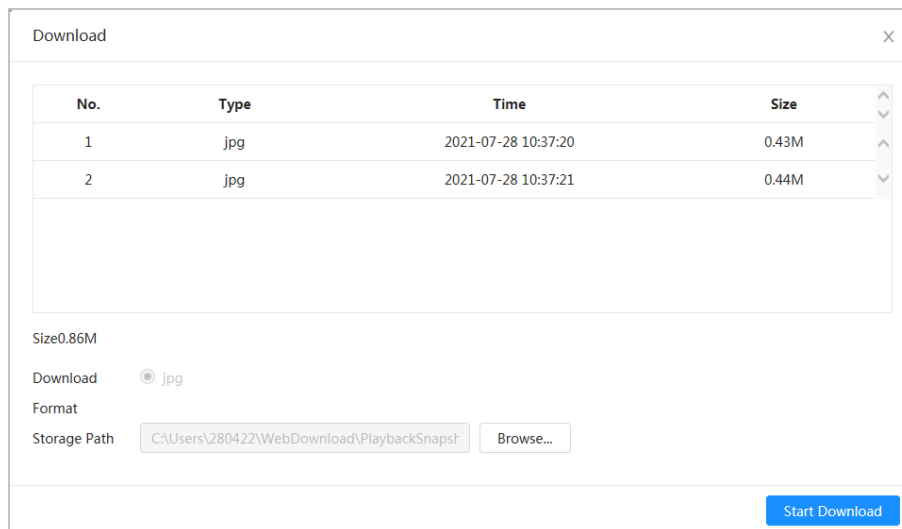 Download
No. Type Time Size
1 jpg 2021-07-28 10:37:20 0.43M
2 jpg 2021-07-28 10:37:21 0.44M
Size0.86M
Download jpg
Format
Storage Path C:\Users\280422\WebDownload\PlaybackSnapsh Browse...
Start Download